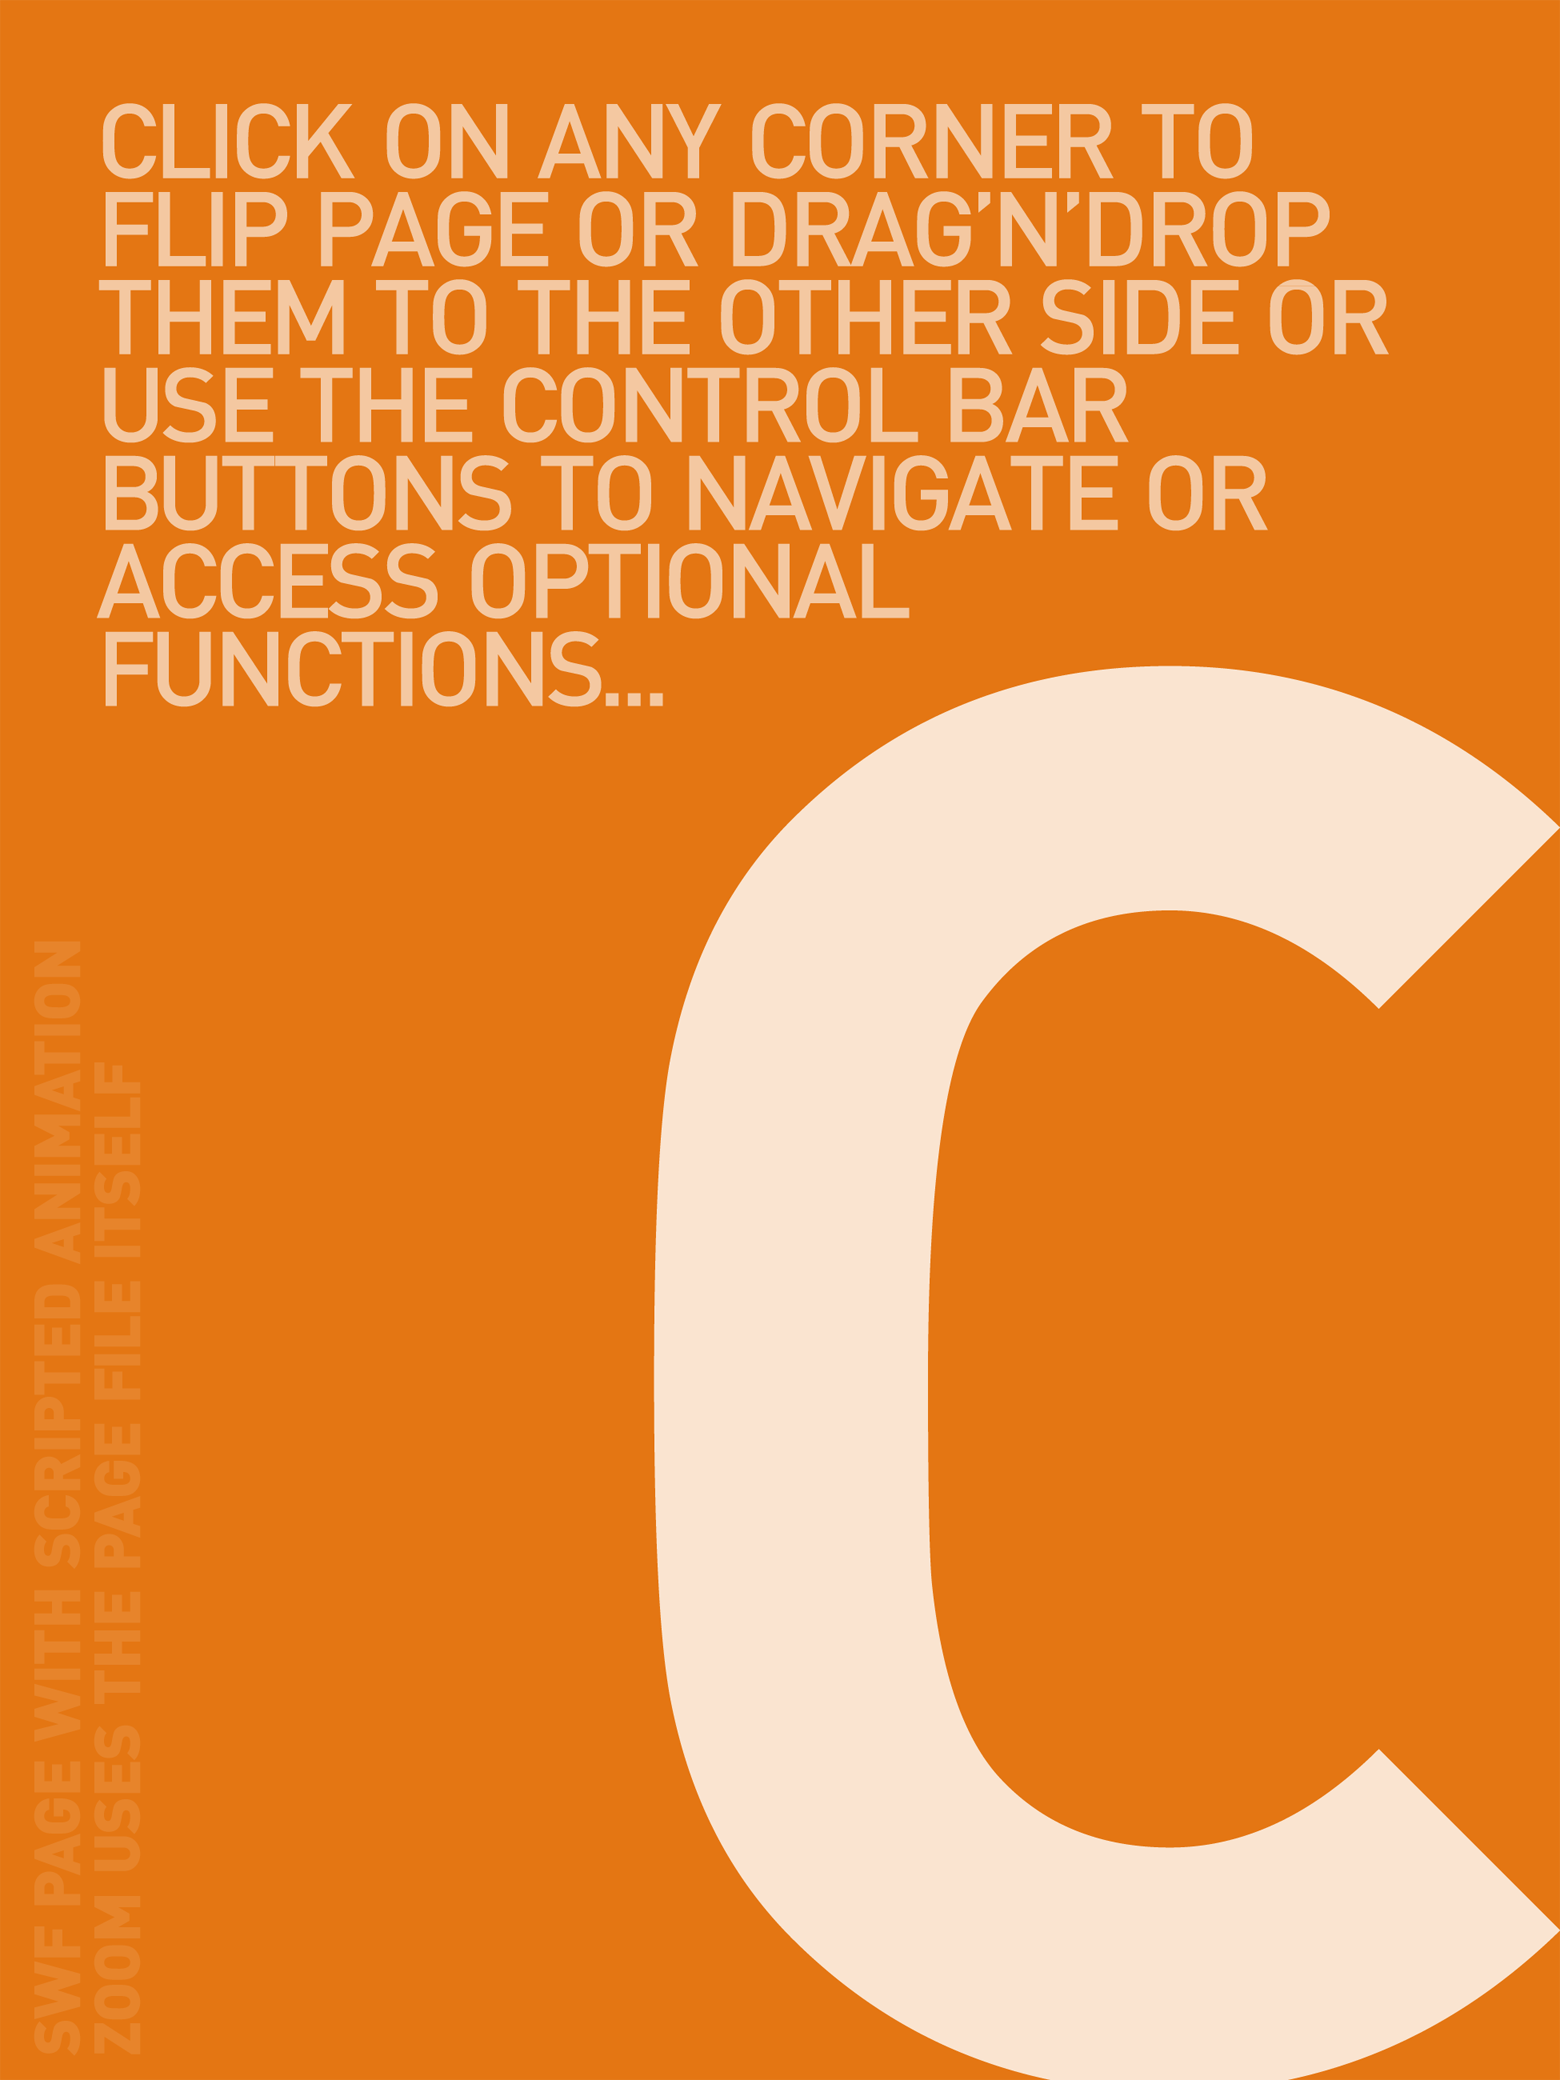 CLICK ON ANY CORNER TO
FLIP PAGE OR DRAG’N’DROP
THEM TO THE OTHER SIDE OR
USE THE CONTROL BAR
BUTTONS TO NAVIGATE OR
ACCESS OPTIONAL
FUNCTIONS...
C
SWF PAGE WITH SCRIPTED ANIMATION
ZOOM USES THE PAGE FILE ITSELF